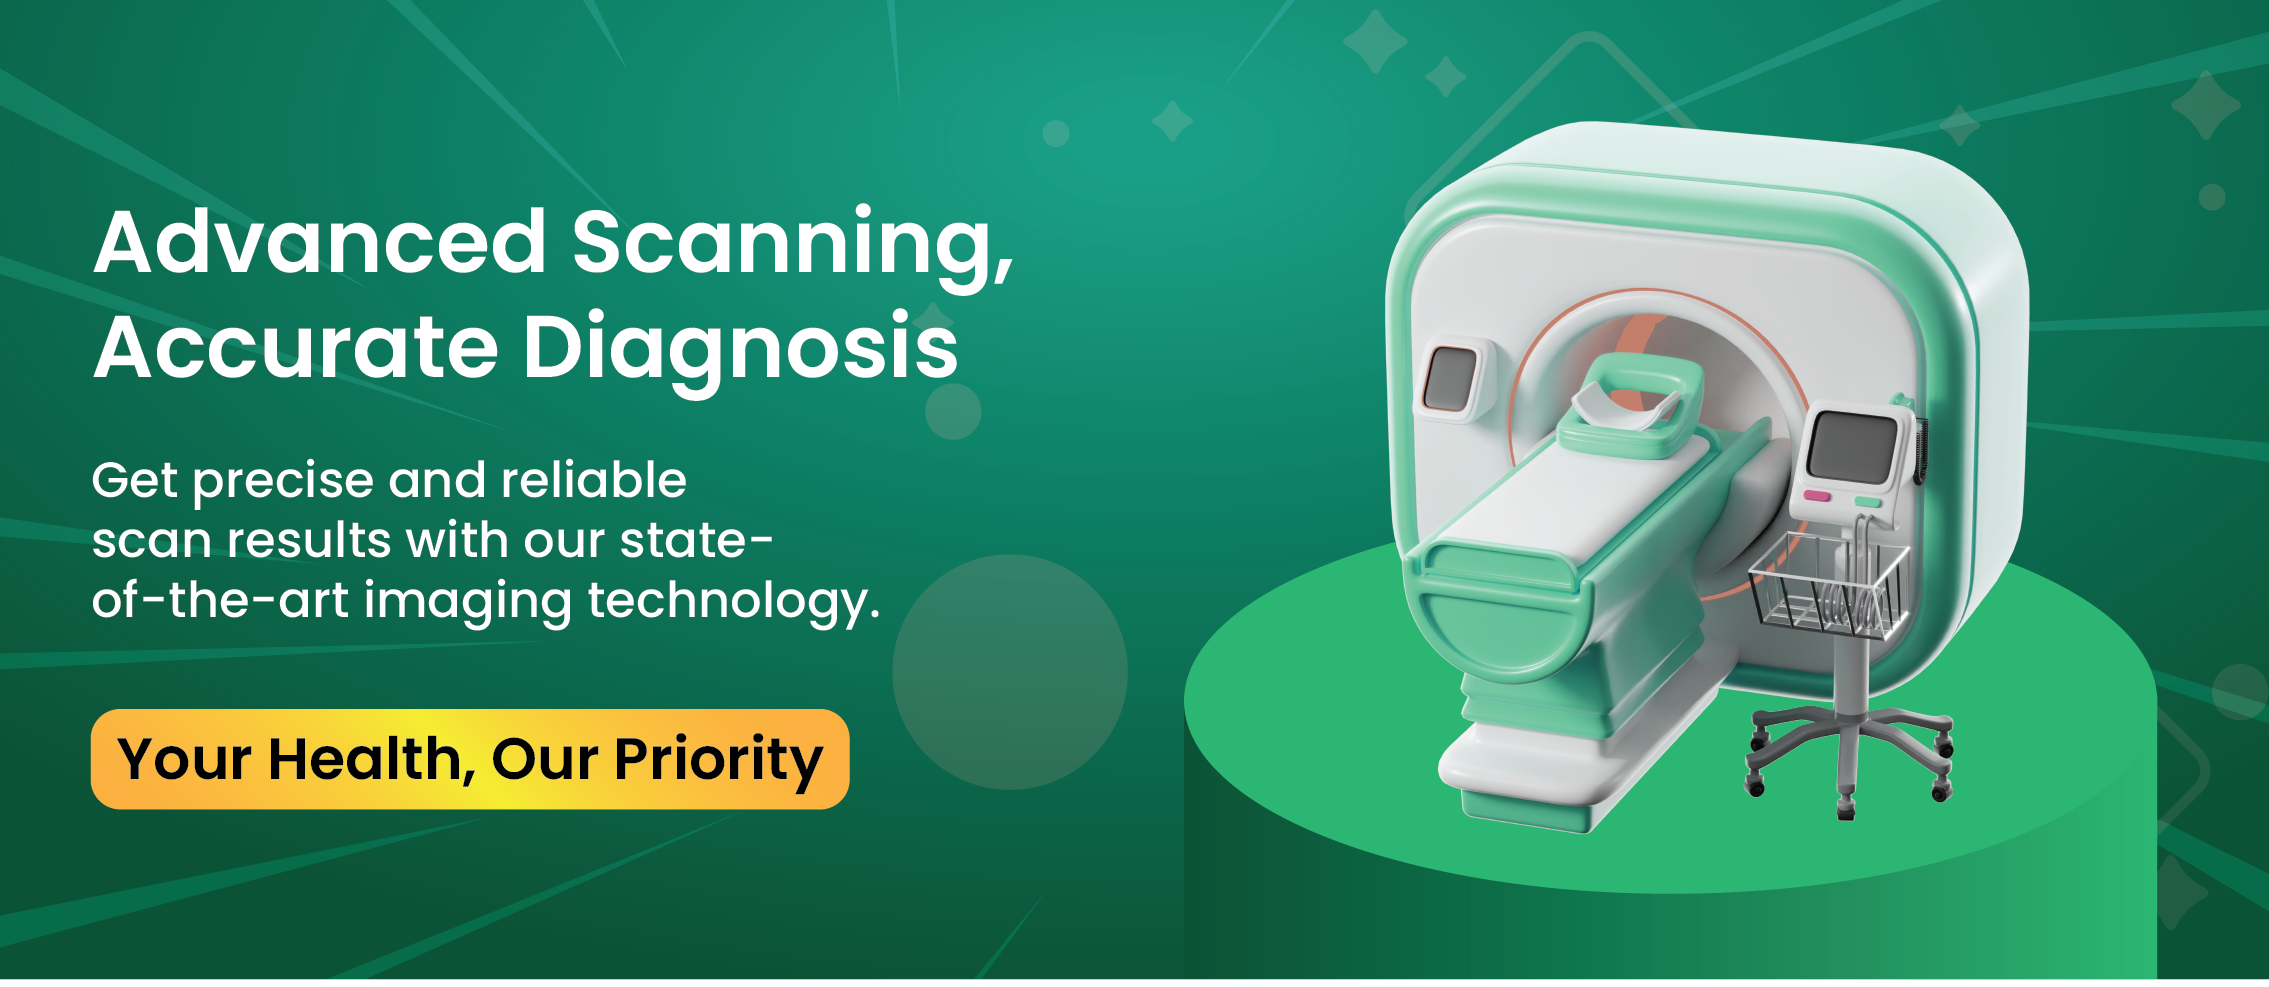 Advanced Scanning,
Accurate Diagnosis
Get precise and reliable
scan results with our state-
of-the-art imaging technology.
Your Health, Our Priority